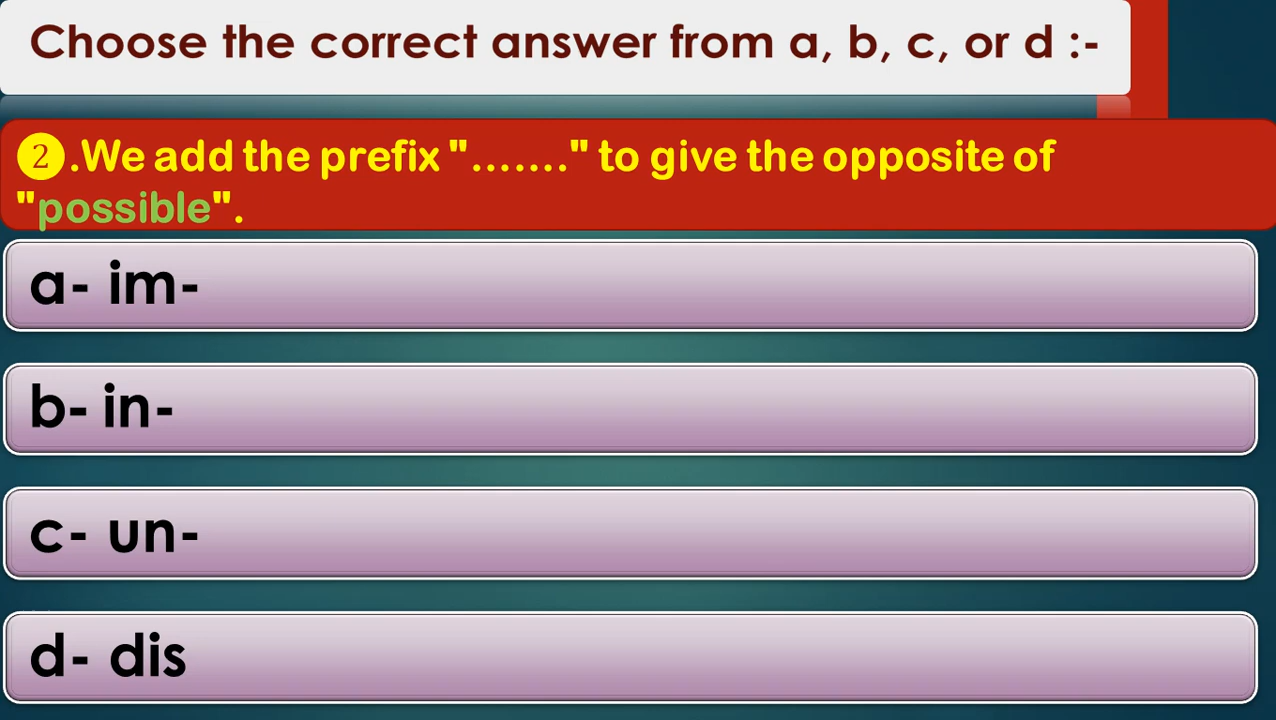 Choose the correct answer from a, b, c, or d :-
❷.We add the prefix "......." to give the opposite of
"possible".
a- im-
b- in-
c- un-
d- dis